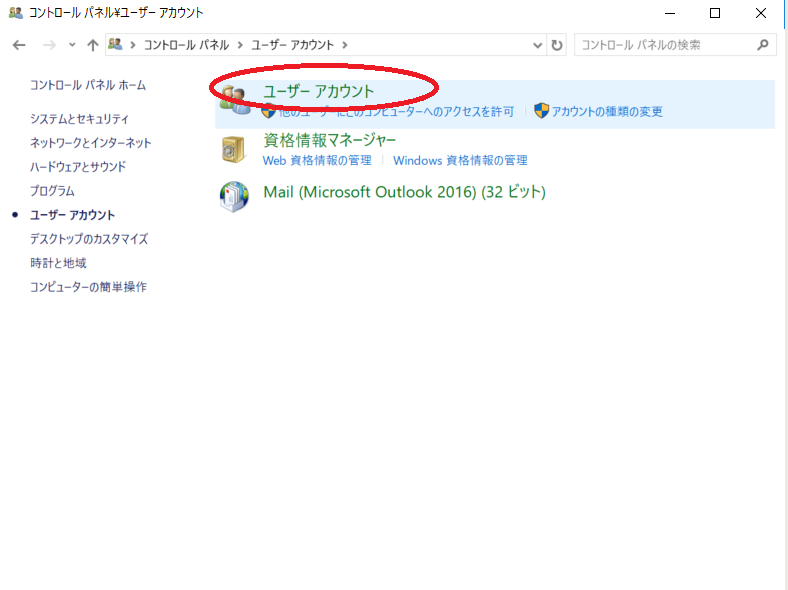 コントロール パネル¥ユーザー アカウント
コントロール パネル > ユーザー アカウント >
コントロール パネルの検索
コントロール パネル ホーム
システムとセキュリティ
ネットワークとインターネット
ハードウェアとサウンド
プログラム
ユーザー アカウント
デスクトップのカスタマイズ
時計と地域
コンピューターの簡単操作
ユーザー アカウント
他のユーザーにこのコンピューターへのアクセスを許可 アカウントの種類の変更
資格情報マネージャー
Web 資格情報の管理 Windows 資格情報の管理
Mail (Microsoft Outlook 2016) (32 ビット)